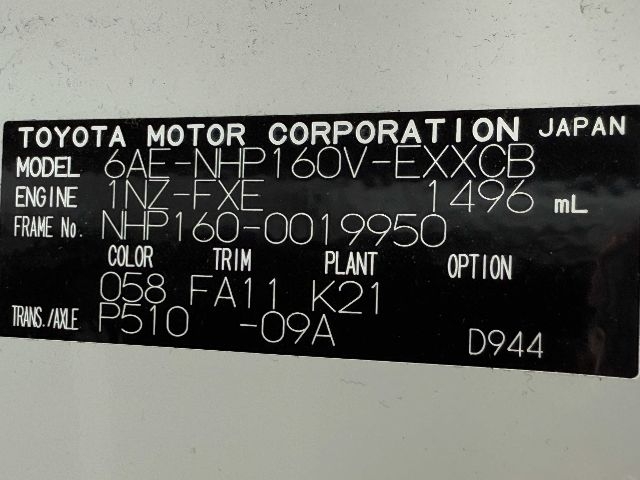 TOYOTA MOTOR CORPORATION JAPAN
MODEL 6AE-NHP160V-EXXCB
ENGINE 1NZ-FXE 1496 mL
FRAME No. NHP160-0019950
COLOR TRIM PLANT OPTION
058 FA11 K21
TRANS./AXLE P510 -09A D944